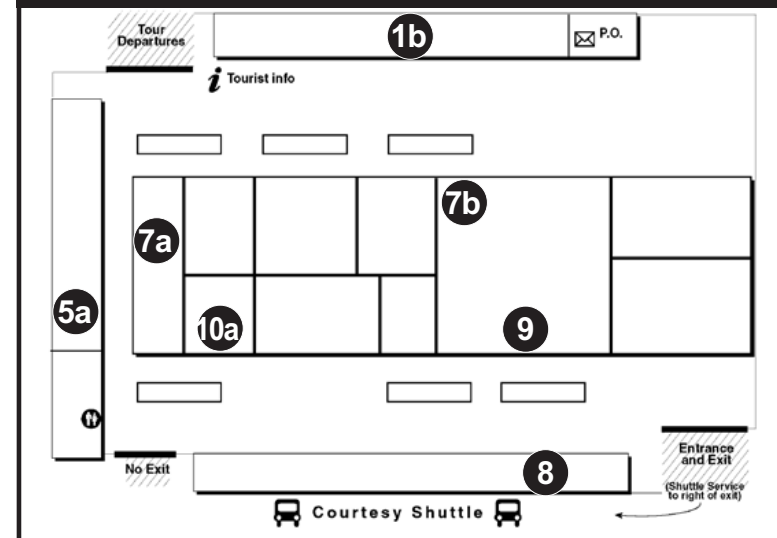 Tour
Departures
1b
P.O.
i Tourist info
7a
7b
5a
10a
9
No Exit
8
Entrance
and Exit
(Shuttle Service
to right of exit)
Courtesy Shuttle